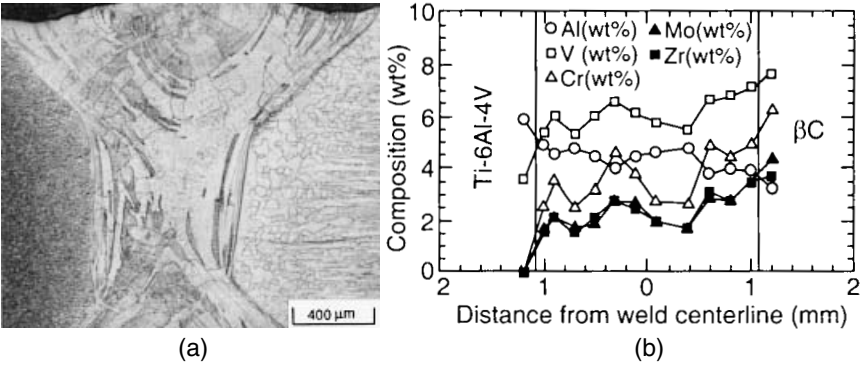 400 μm
(a)
10
8
6
4
2
0
Composition (wt%)
Al(wt%)
Mo(wt%)
V (wt%)
Zr(wt%)
Cr(wt%)
Ti-6Al-4V
βC
2
1
0
1
2
Distance from weld centerline (mm)
(b)